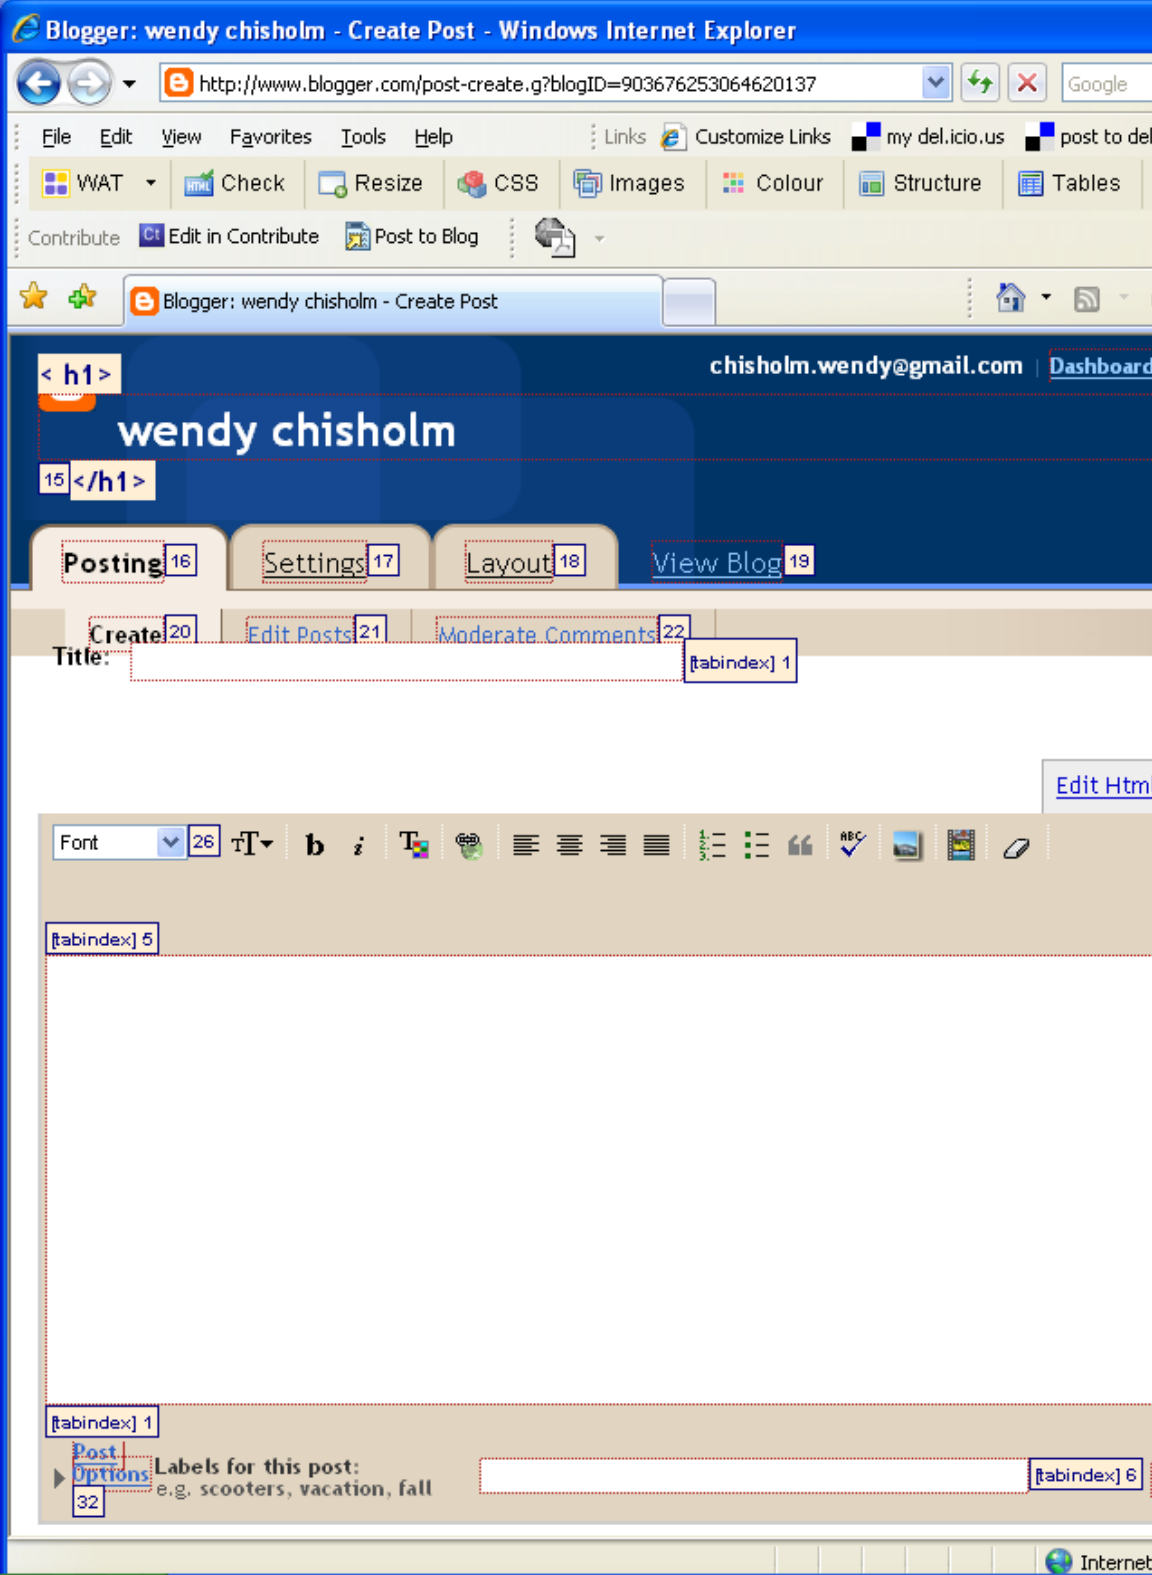 Blogger: wendy chisholm - Create Post - Windows Internet Explorer
http://www.blogger.com/post-create.g?blogID=9036762530646​20137 Google
File Edit View Favorites Tools Help Links Customize Links my del.icio.us post to del
WAT Check Resize CSS Images Colour Structure Tables
Contribute Edit in Contribute Post to Blog
Blogger: wendy chisholm - Create Post
chisholm.wendy@gmail.com | Dashboard
< h1>
wendy chisholm
15 </h1>
Posting 16 Settings 17 Layout 18 View Blog 19
Create 20 Edit Posts 21 Moderate Comments 22
Title: [tabindex] 1
Edit Html
Font 26
[tabindex] 5
[tabindex] 1
Post Options 32
Labels for this post:
e.g. scooters, vacation, fall
[tabindex] 6
Internet